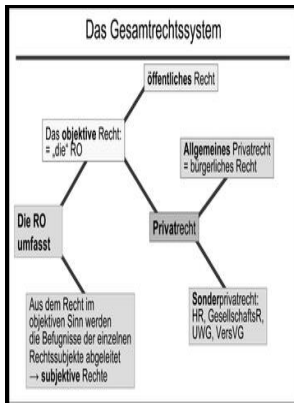 Das Gesamtrechtssystem
öffentliches Recht
Das objektive Recht:
= „die“ RO
Allgemeines Privatrecht
= bürgerliches Recht
Die RO
umfasst
Privatrecht
Aus dem Recht im
objektiven Sinn werden
die Befugnisse der einzelnen
Rechtssubjekte abgeleitet
→ subjektive Rechte
Sonderprivatrecht:
HR, GesellschaftsR,
UWG, VersVG